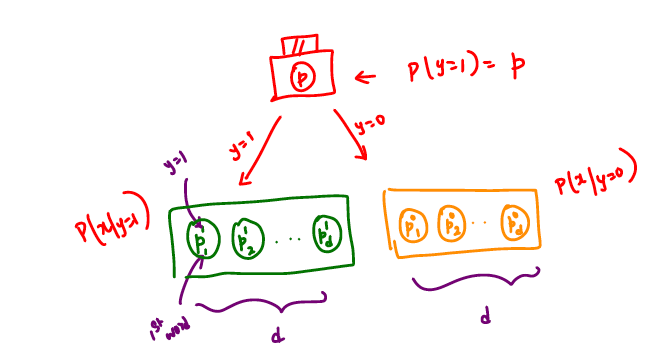 p
P(y=1) = p
y=1
y=0
y=1
P(x|y=1)
P(x|y=0)
p¹₁ p¹₂ ... p¹d
p⁰₁ p⁰₂ .. p⁰d
1st word
d
d